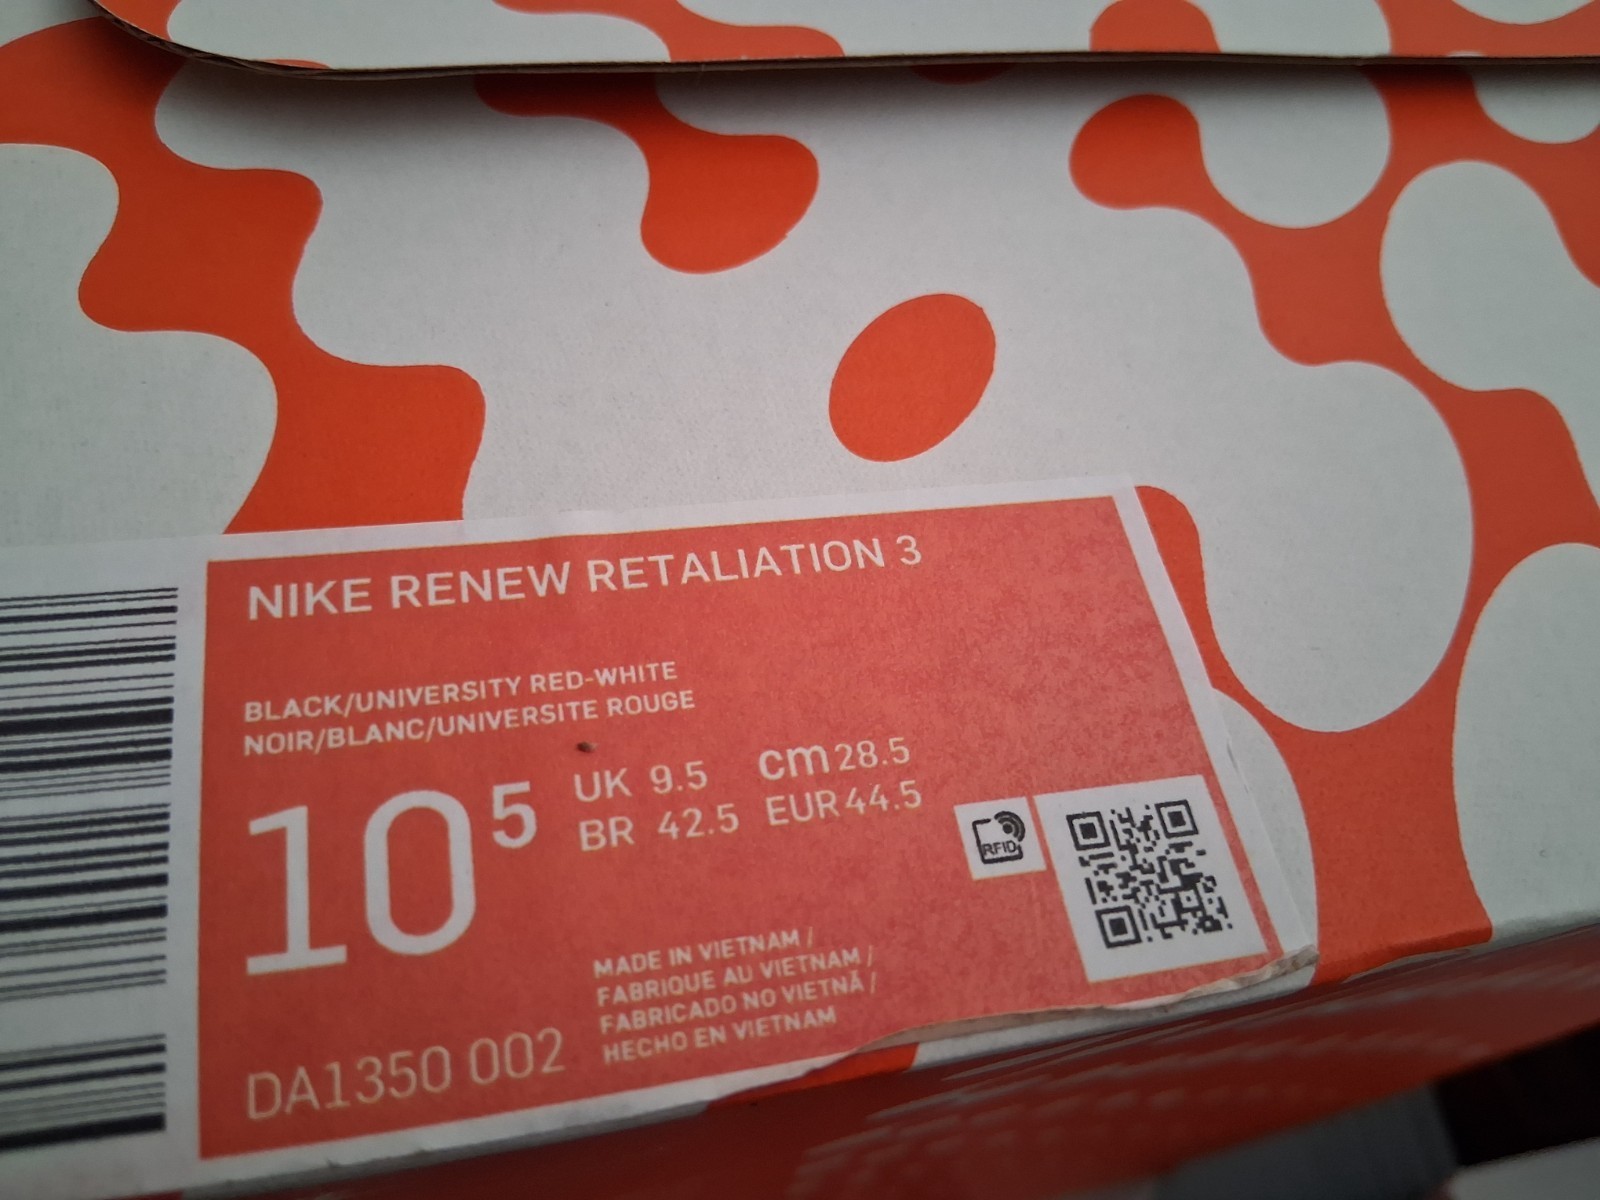 NIKE RENEW RETALIATION 3
BLACK/UNIVERSITY RED-WHITE
NOIR/BLANC/UNIVERSITE ROUGE
10 5
UK 9.5 cm 28.5
BR 42.5 EUR 44.5
RFID
MADE IN VIETNAM /
FABRIQUE AU VIETNAM /
FABRICADO NO VIETNÃ /
HECHO EN VIETNAM
DA1350 002